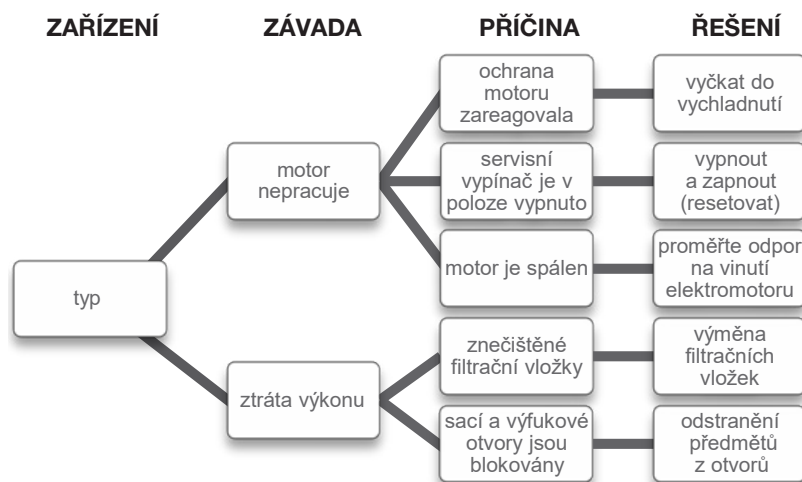 ZAŘÍZENÍ
ZÁVADA
PŘÍČINA
ŘEŠENÍ
typ
motor
nepracuje
ochrana
motoru
zareagovala
vyčkat do
vychladnutí
servisní
vypínač je v
poloze vypnuto
vypnout
a zapnout
(resetovat)
motor je spálen
proměřte odpor
na vinutí
elektromotoru
ztráta výkonu
znečištěné
filtrační vložky
výměna
filtračních
vložek
sací a výfukové
otvory jsou
blokovány
odstranění
předmětů
z otvorů